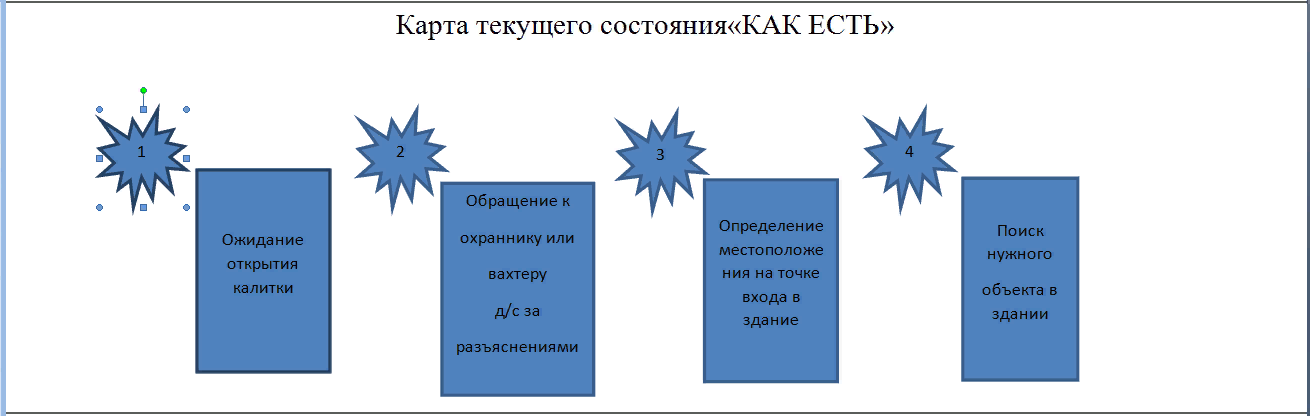 Карта текущего состояния«КАК ЕСТЬ»
1
Ожидание
открытия
калитки
2
Обращение к
охраннику или
вахтеру
д/с за
разъяснениями
3
Определение
местоположе
ния на точке
входа в
здание
4
Поиск
нужного
объекта в
здании